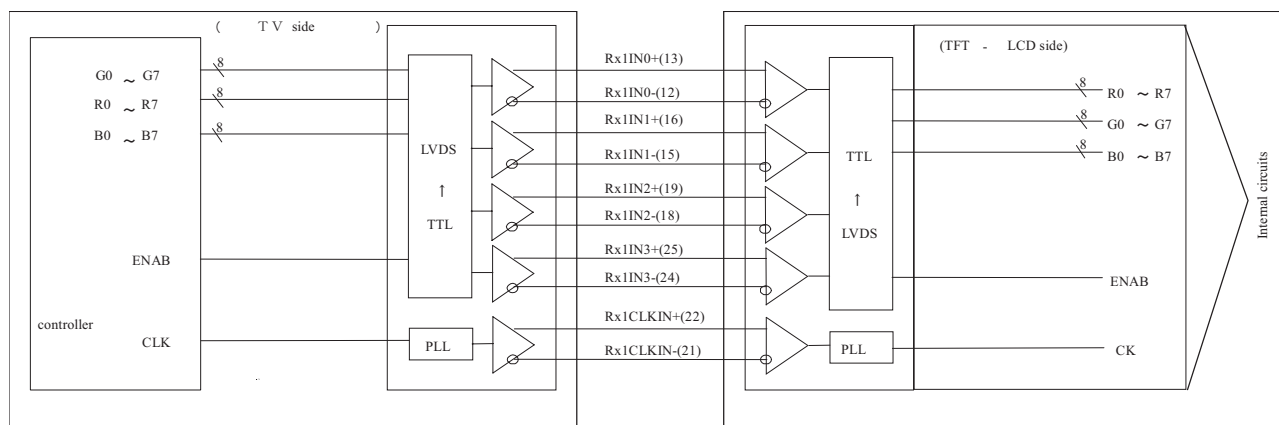 ( TV side )
8
G0 ~ G7
8
R0 ~ R7
8
B0 ~ B7
LVDS
↑
TTL
ENAB
controller
CLK
PLL
Rx1IN0+(13)
Rx1IN0-(12)
Rx1IN1+(16)
Rx1IN1-(15)
Rx1IN2+(19)
Rx1IN2-(18)
Rx1IN3+(25)
Rx1IN3-(24)
Rx1CLKIN+(22)
Rx1CLKIN-(21)
(TFT - LCD side)
TTL
↑
LVDS
PLL
8
R0 ~ R7
8
G0 ~ G7
8
B0 ~ B7
ENAB
CK
Internal circuits